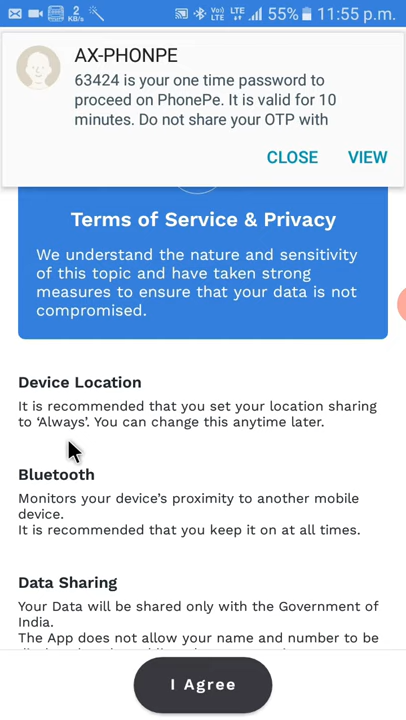 2
KB/s
Vo))
LTE
LTE
55%
11:55 p.m.
AX-PHONPE
63424 is your one time password to
proceed on PhonePe. It is valid for 10
minutes. Do not share your OTP with
CLOSE
VIEW
Terms of Service & Privacy
We understand the nature and sensitivity
of this topic and have taken strong
measures to ensure that your data is not
compromised.
Device Location
It is recommended that you set your location sharing
to ‘Always’. You can change this anytime later.
Bluetooth
Monitors your device’s proximity to another mobile
device.
It is recommended that you keep it on at all times.
Data Sharing
Your Data will be shared only with the Government of
India.
The App does not allow your name and number to be
I Agree